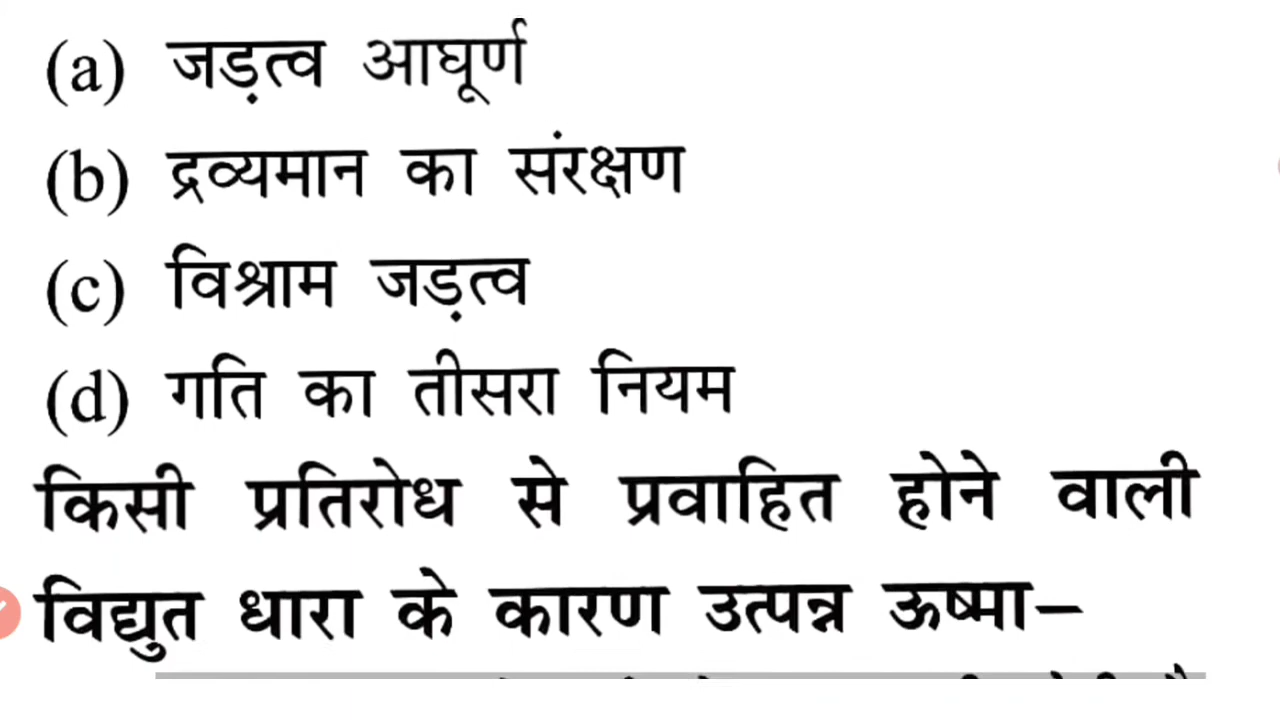 (a) जड़त्व आघूर्ण
(b) द्रव्यमान का संरक्षण
(c) विश्राम जड़त्व
(d) गति का तीसरा नियम
किसी प्रतिरोध से प्रवाहित होने वाली
विद्युत धारा के कारण उत्पन्न ऊष्मा–